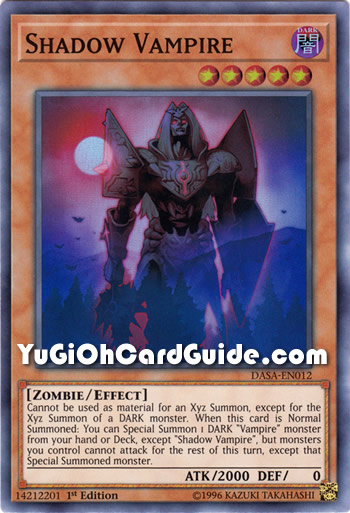 SHADOW VAMPIRE
DARK
闇
YuGiOhCardGuide.com
DASA-EN012
[ZOMBIE/EFFECT]
Cannot be used as material for an Xyz Summon, except for the
Xyz Summon of a DARK monster. When this card is Normal
Summoned: You can Special Summon 1 DARK "Vampire" monster
from your hand or Deck, except "Shadow Vampire", but monsters
you control cannot attack for the rest of this turn, except that
Special Summoned monster.
ATK/2000 DEF/ 0
14212201 1st Edition ©1996 KAZUKI TAKAHASHI